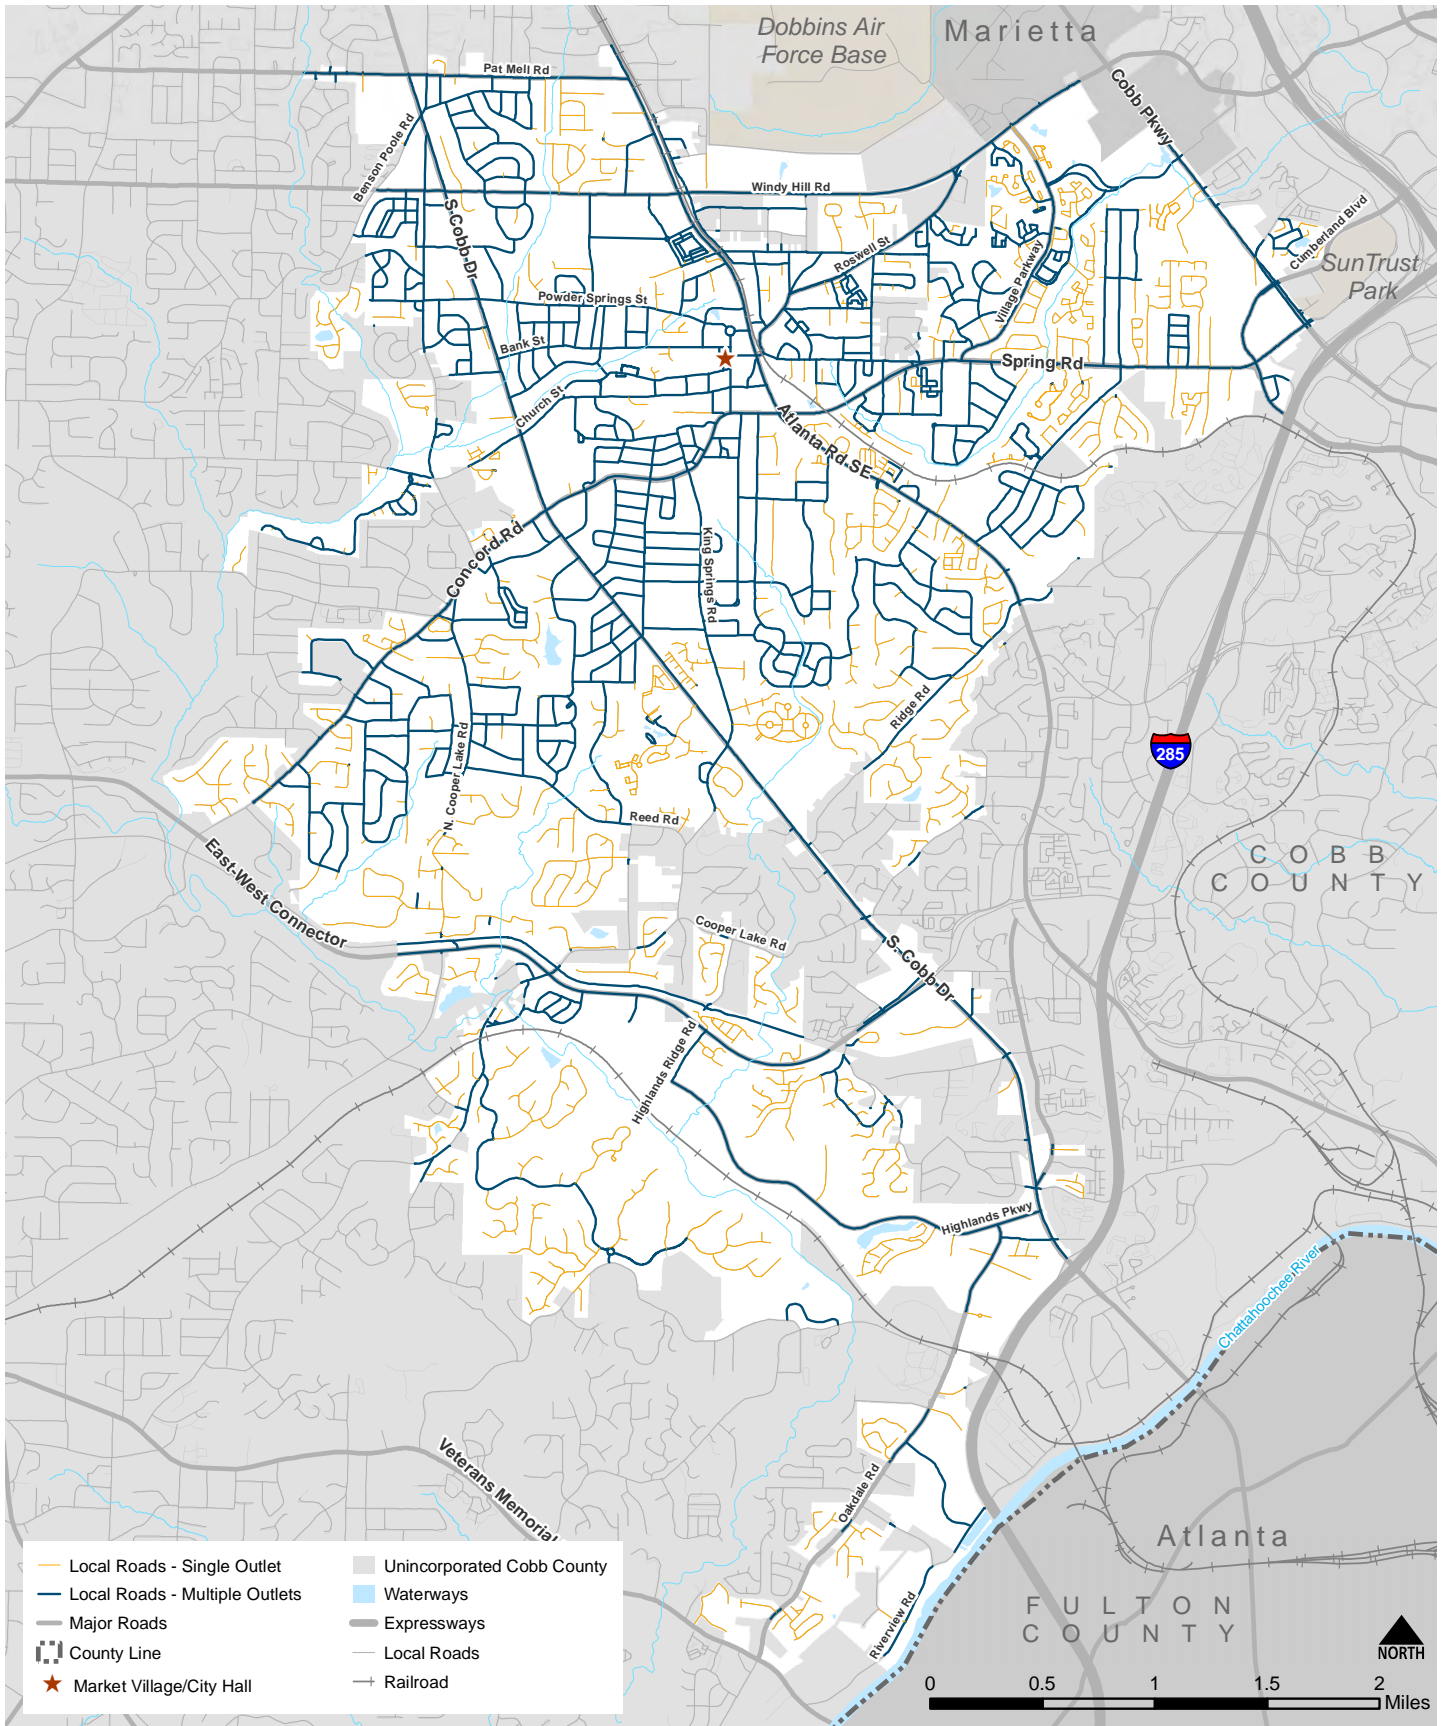 Dobbins Air
Force Base
Marietta
Pat Mell Rd
Cobb Pkwy
Benson Poole Rd
Windy Hill Rd
S Cobb Dr
Cumberland Blvd
Roswell St
Village Parkway
SunTrust
Park
Powder Springs St
Bank St
Spring Rd
Church St
Atlanta Rd SE
Concord Rd
King Springs Rd
Ridge Rd
N. Cooper Lake Rd
285
Reed Rd
East-West Connector
COBB
COUNTY
Cooper Lake Rd
S. Cobb Dr
Highlands Ridge Rd
Highlands Pkwy
Chattahoochee River
Veterans Memorial
Oakdale Rd
Atlanta
Riverview Rd
FULTON
COUNTY
Local Roads - Single Outlet
Local Roads - Multiple Outlets
Major Roads
County Line
Market Village/City Hall
Unincorporated Cobb County
Waterways
Expressways
Local Roads
Railroad
NORTH
0 0.5 1 1.5 2
Miles